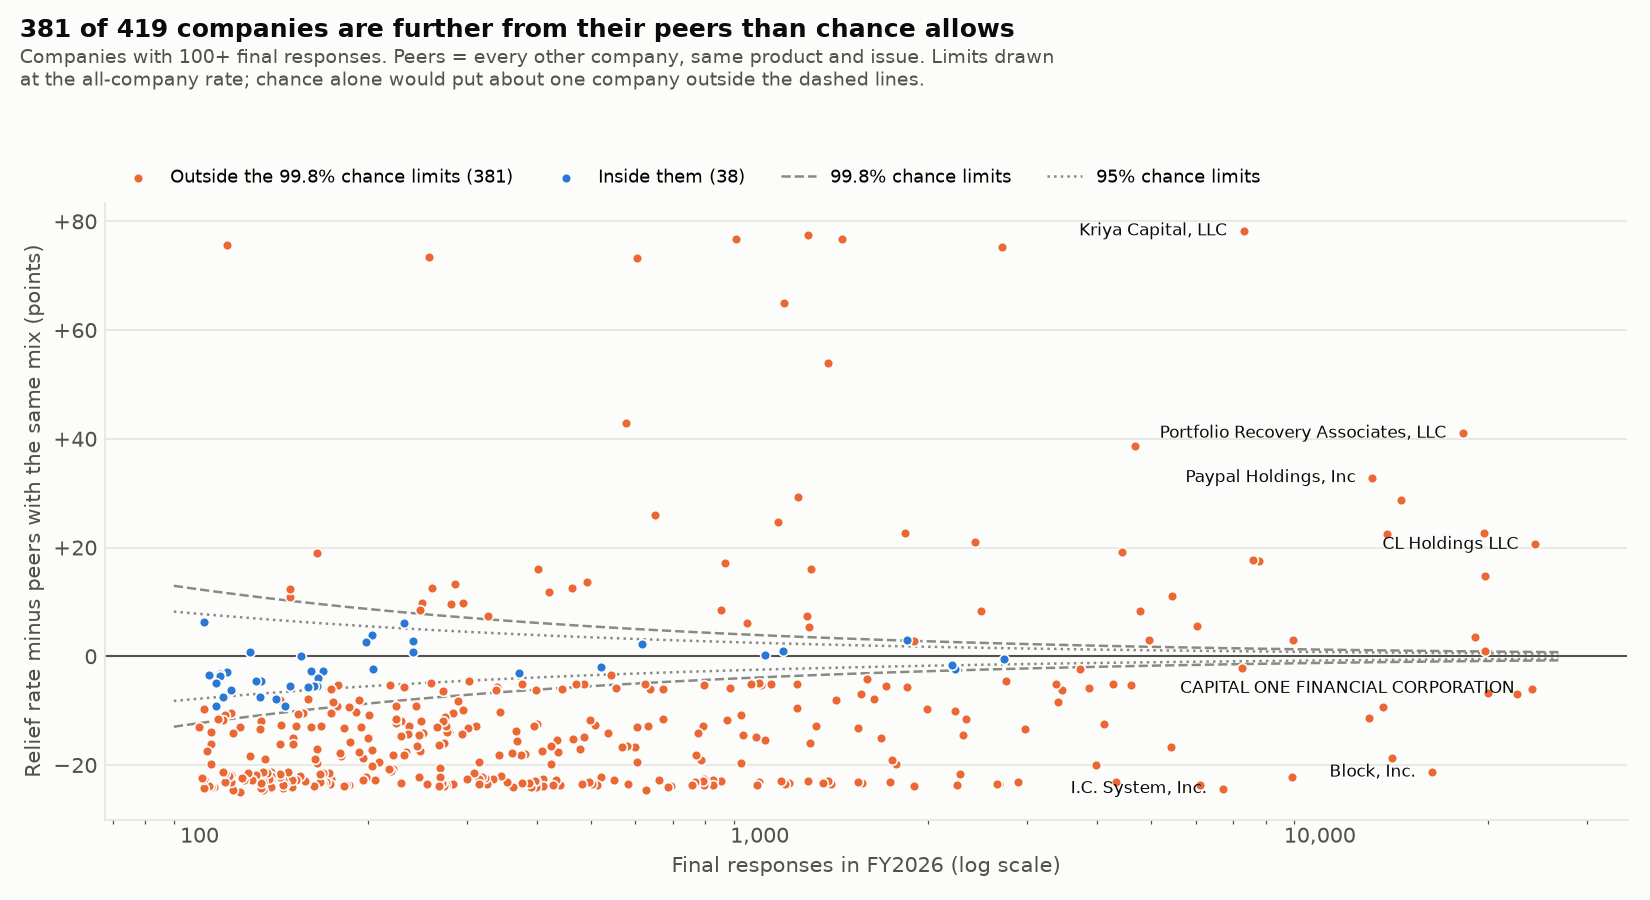 381 of 419 companies are further from their peers than chance allows
Companies with 100+ final responses. Peers = every other company, same product and issue. Limits drawn
at the all-company rate; chance alone would put about one company outside the dashed lines.
Outside the 99.8% chance limits (381)
Inside them (38)
99.8% chance limits
95% chance limits
Relief rate minus peers with the same mix (points)
+80
+60
+40
+20
0
−20
Kriya Capital, LLC
Portfolio Recovery Associates, LLC
Paypal Holdings, Inc
CL Holdings LLC
CAPITAL ONE FINANCIAL CORPORATION
Block, Inc.
I.C. System, Inc.
100
1,000
10,000
Final responses in FY2026 (log scale)